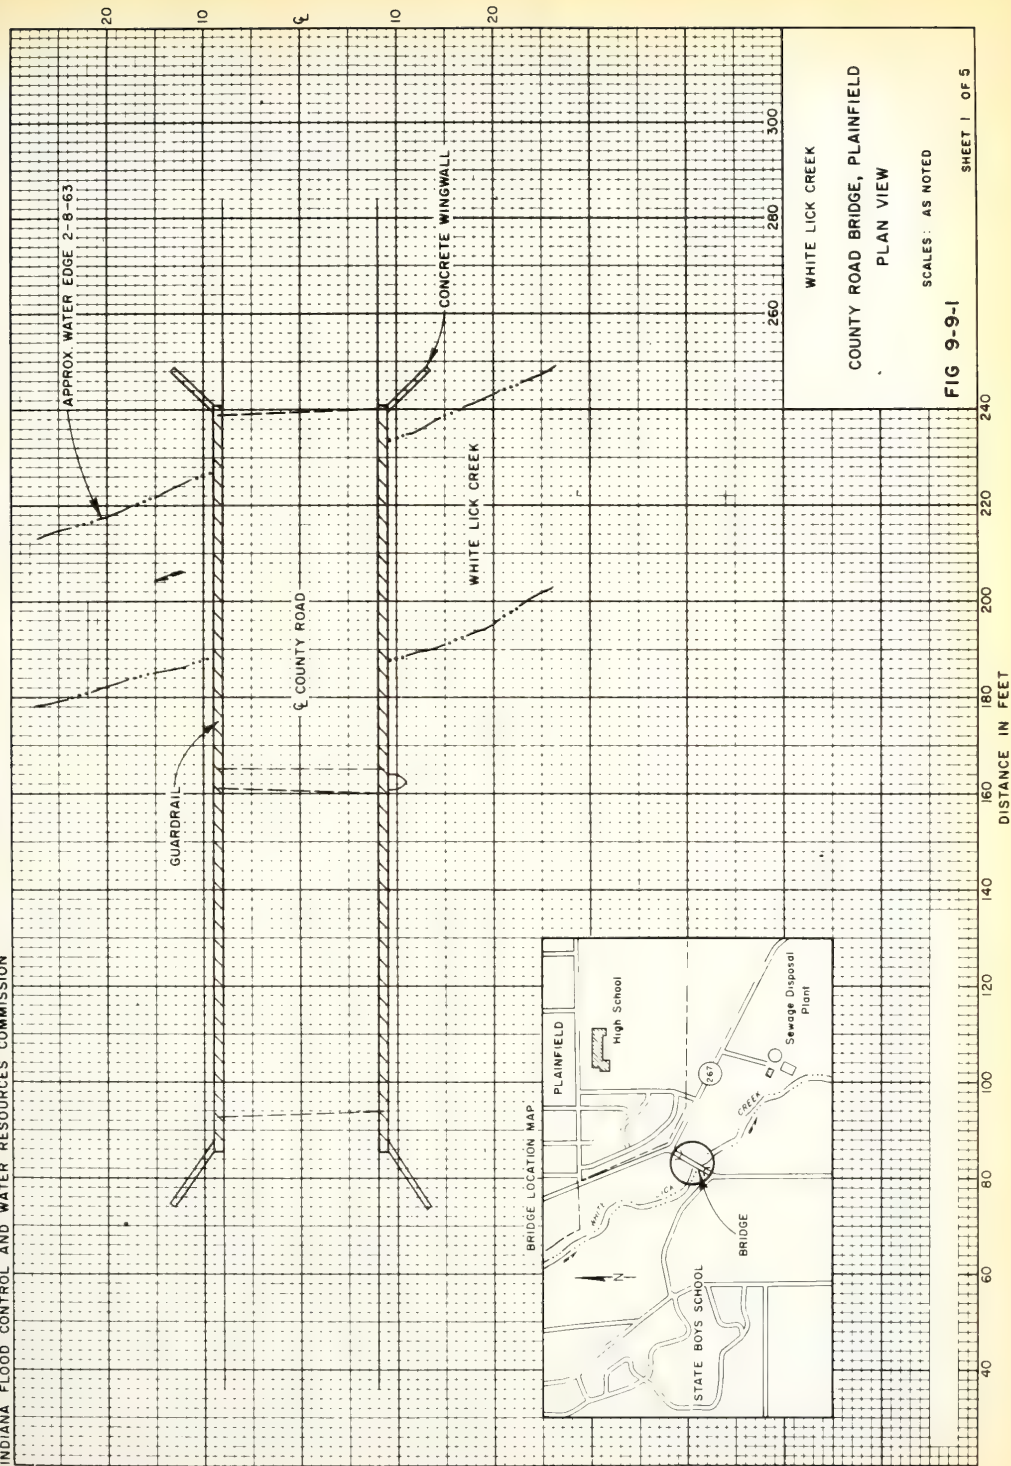 INDIANA FLOOD CONTROL AND WATER RESOURCES COMMISSION
20
10
℄
10
20
APPROX. WATER EDGE 2-8-63
GUARDRAIL
℄ COUNTY ROAD
CONCRETE WINGWALL
WHITE LICK CREEK
BRIDGE LOCATION MAP
PLAINFIELD
High School
267
Sewage Disposal
Plant
WHITE
CREEK
N
BRIDGE
STATE BOYS SCHOOL
260
280
300
WHITE LICK CREEK
COUNTY ROAD BRIDGE, PLAINFIELD
PLAN VIEW
SCALES: AS NOTED
FIG 9-9-1
SHEET 1 OF 5
40
60
80
100
120
140
160
180
200
220
240
DISTANCE IN FEET